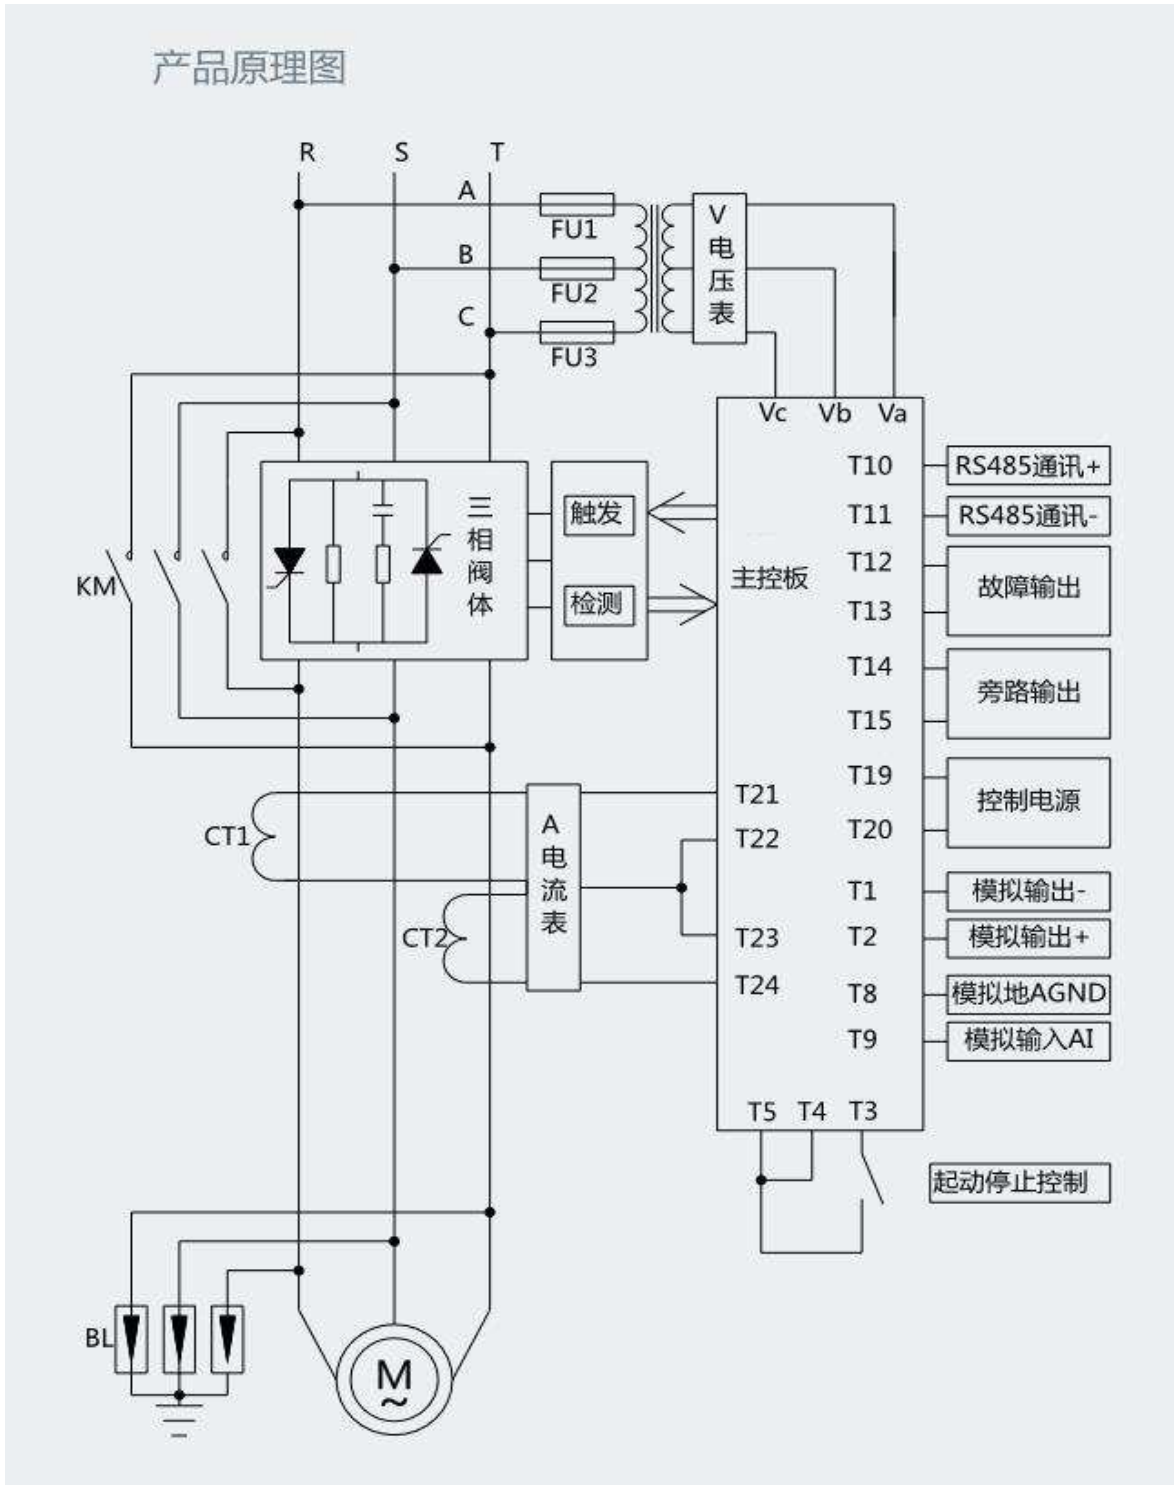 产品原理图
R
S
T
A
FU1
B
FU2
C
FU3
V
电
压
表
Vc
Vb
Va
T10
RS485通讯+
T11
RS485通讯-
T12
T13
故障输出
T14
T15
旁路输出
T19
T20
控制电源
T1
模拟输出-
T2
模拟输出+
T8
模拟地AGND
T9
模拟输入AI
主控板
触发
检测
三
相
阀
体
KM
CT1
CT2
A
电
流
表
T21
T22
T23
T24
T5
T4
T3
起动停止控制
BL
M
~